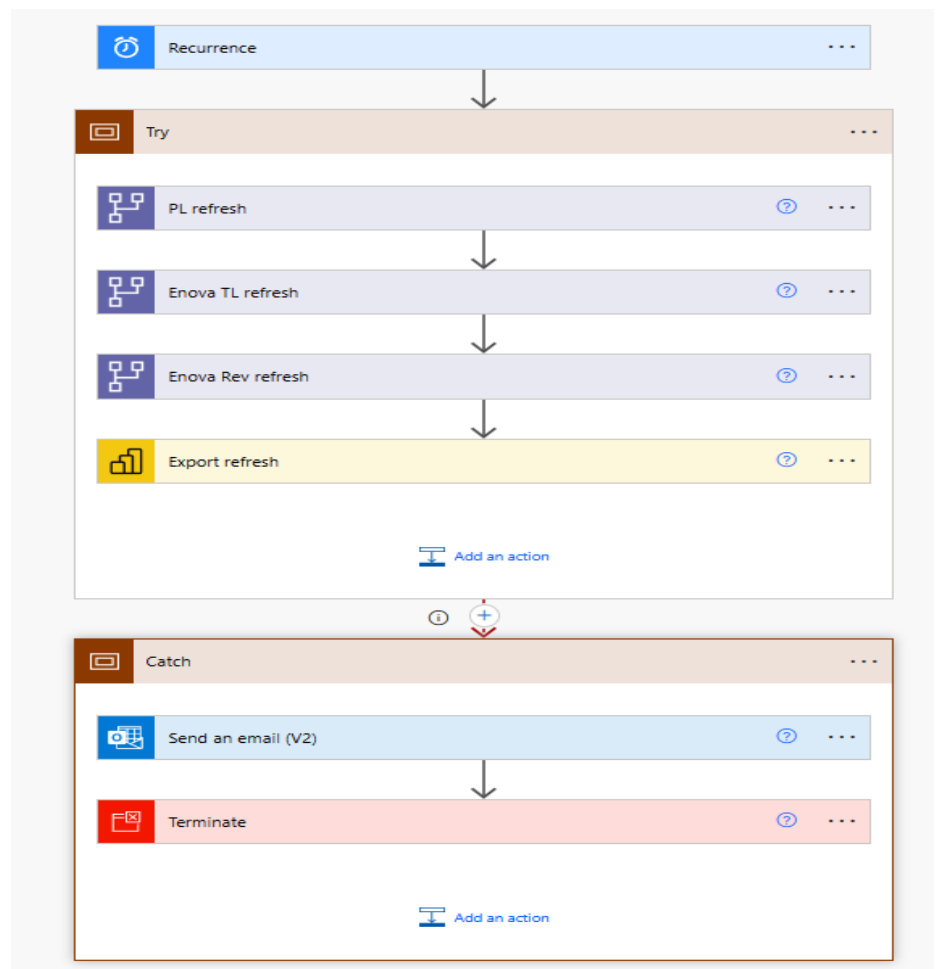 Recurrence
Try
PL refresh
Enova TL refresh
Enova Rev refresh
Export refresh
Add an action
Catch
Send an email (V2)
Terminate
Add an action